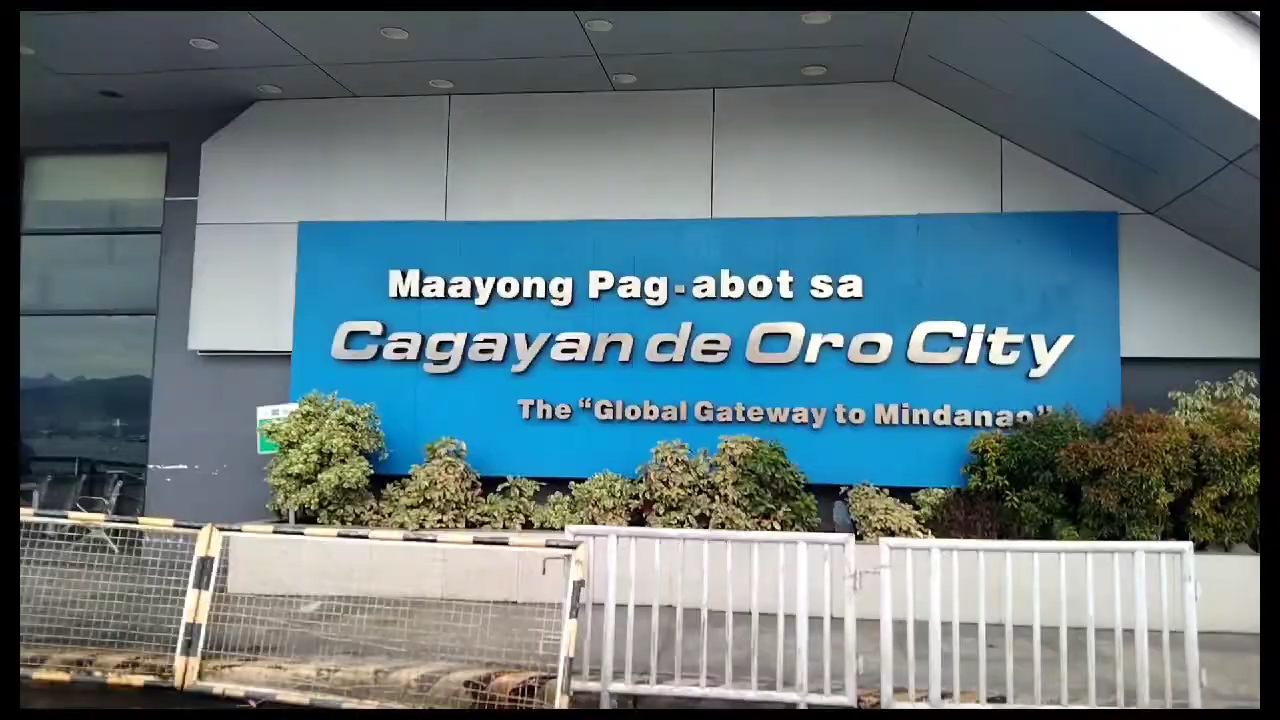 Maayong Pag-abot sa
Cagayan de Oro City
The "Global Gateway to Mindanao"